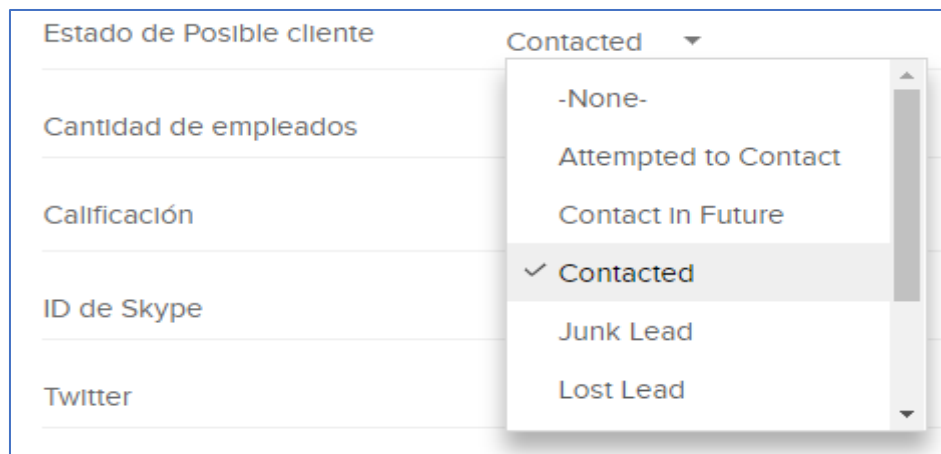 Estado de Posible cliente
Contacted
-None-
Cantidad de empleados
Attempted to Contact
Calificación
Contact in Future
Contacted
ID de Skype
Junk Lead
Twitter
Lost Lead